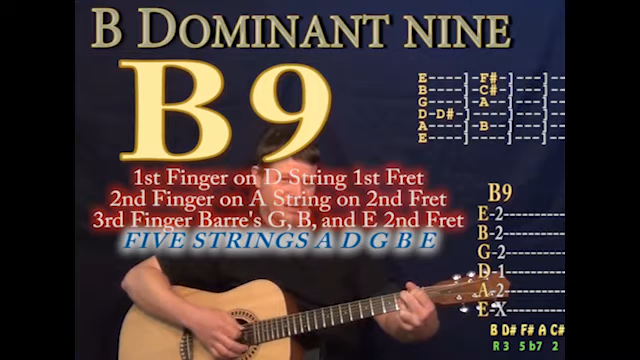 B Dominant nine
B9
1st Finger on D-String 1st Fret
2nd Finger on A String on 2nd Fret
3rd Finger Barre's G, B, and E 2nd Fret
FIVE STRINGS A D G B E
E----]-F#-]----]---
B----]-C#-]----]---
G----]-A--]----]---
D-D#-]----]----]---
A----]-B--]----]---
E----]----]----]---
B9
E-2------
B-2------
G-2------
D-1------
A-2------
E-X------
B D# F# A C#
R 3 5 b7 2